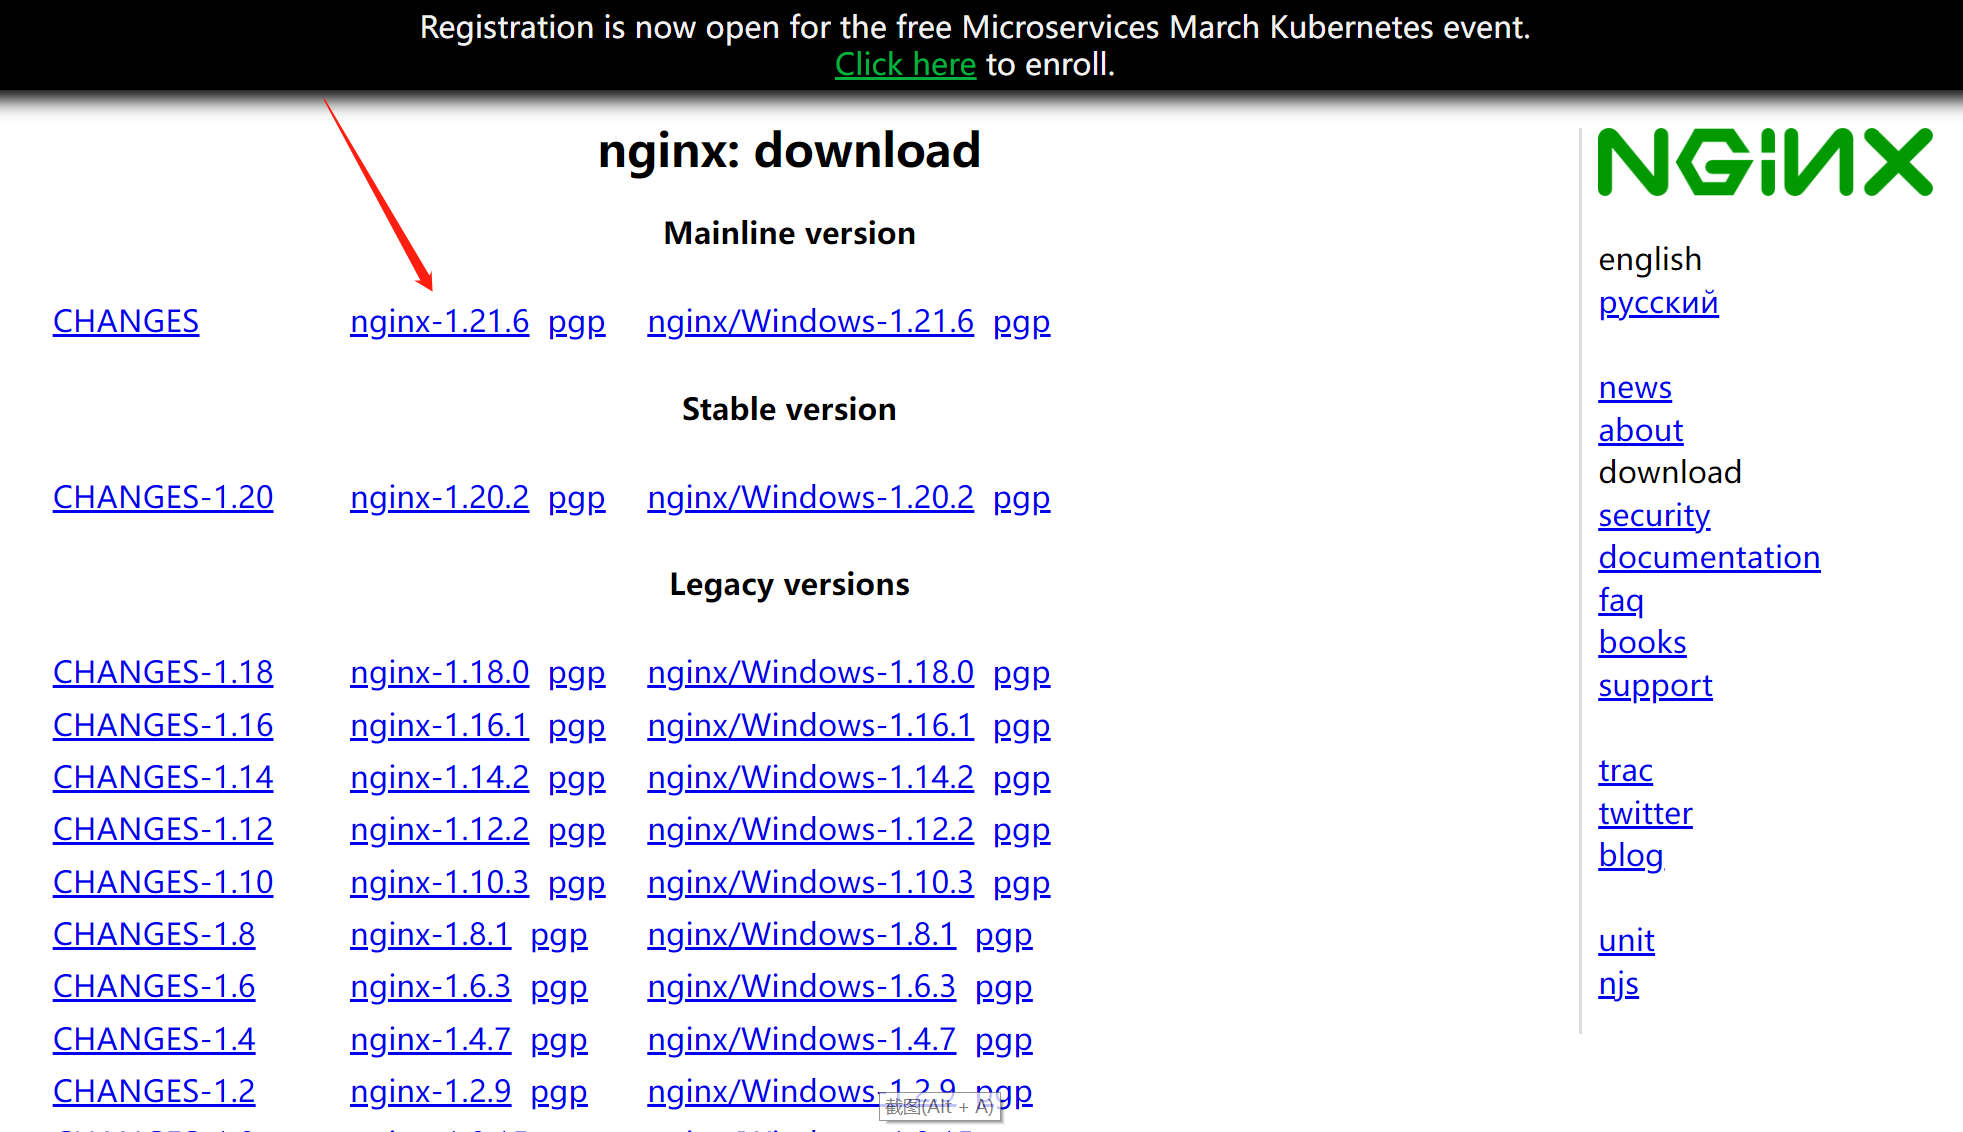 Registration is now open for the free Microservices March Kubernetes event.
Click here to enroll.
nginx: download
Mainline version
CHANGES nginx-1.21.6 pgp nginx/Windows-1.21.6 pgp
Stable version
CHANGES-1.20 nginx-1.20.2 pgp nginx/Windows-1.20.2 pgp
Legacy versions
CHANGES-1.18 nginx-1.18.0 pgp nginx/Windows-1.18.0 pgp
CHANGES-1.16 nginx-1.16.1 pgp nginx/Windows-1.16.1 pgp
CHANGES-1.14 nginx-1.14.2 pgp nginx/Windows-1.14.2 pgp
CHANGES-1.12 nginx-1.12.2 pgp nginx/Windows-1.12.2 pgp
CHANGES-1.10 nginx-1.10.3 pgp nginx/Windows-1.10.3 pgp
CHANGES-1.8 nginx-1.8.1 pgp nginx/Windows-1.8.1 pgp
CHANGES-1.6 nginx-1.6.3 pgp nginx/Windows-1.6.3 pgp
CHANGES-1.4 nginx-1.4.7 pgp nginx/Windows-1.4.7 pgp
CHANGES-1.2 nginx-1.2.9 pgp nginx/Windows-1.2.9 pgp
截图(Alt + A)
NGINX
english
русский
news
about
download
security
documentation
faq
books
support
trac
twitter
blog
unit
njs